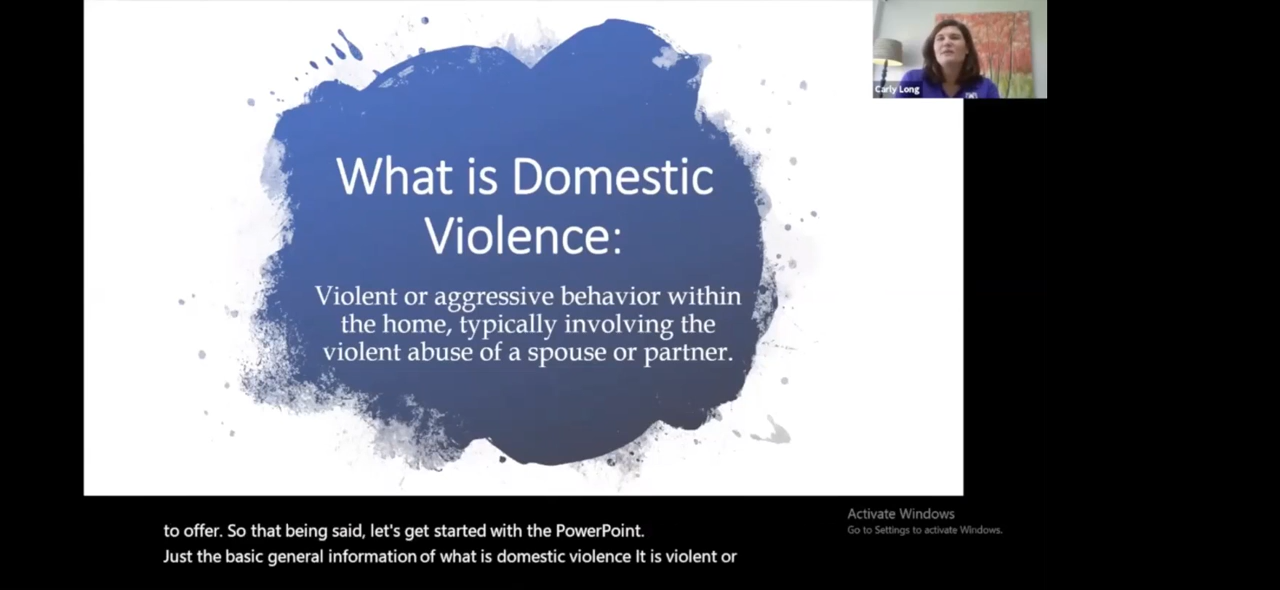 What is Domestic
Violence:
Violent or aggressive behavior within
the home, typically involving the
violent abuse of a spouse or partner.
Carly Long
to offer. So that being said, let's get started with the PowerPoint.
Just the basic general information of what is domestic violence It is violent or
Activate Windows
Go to Settings to activate Windows.